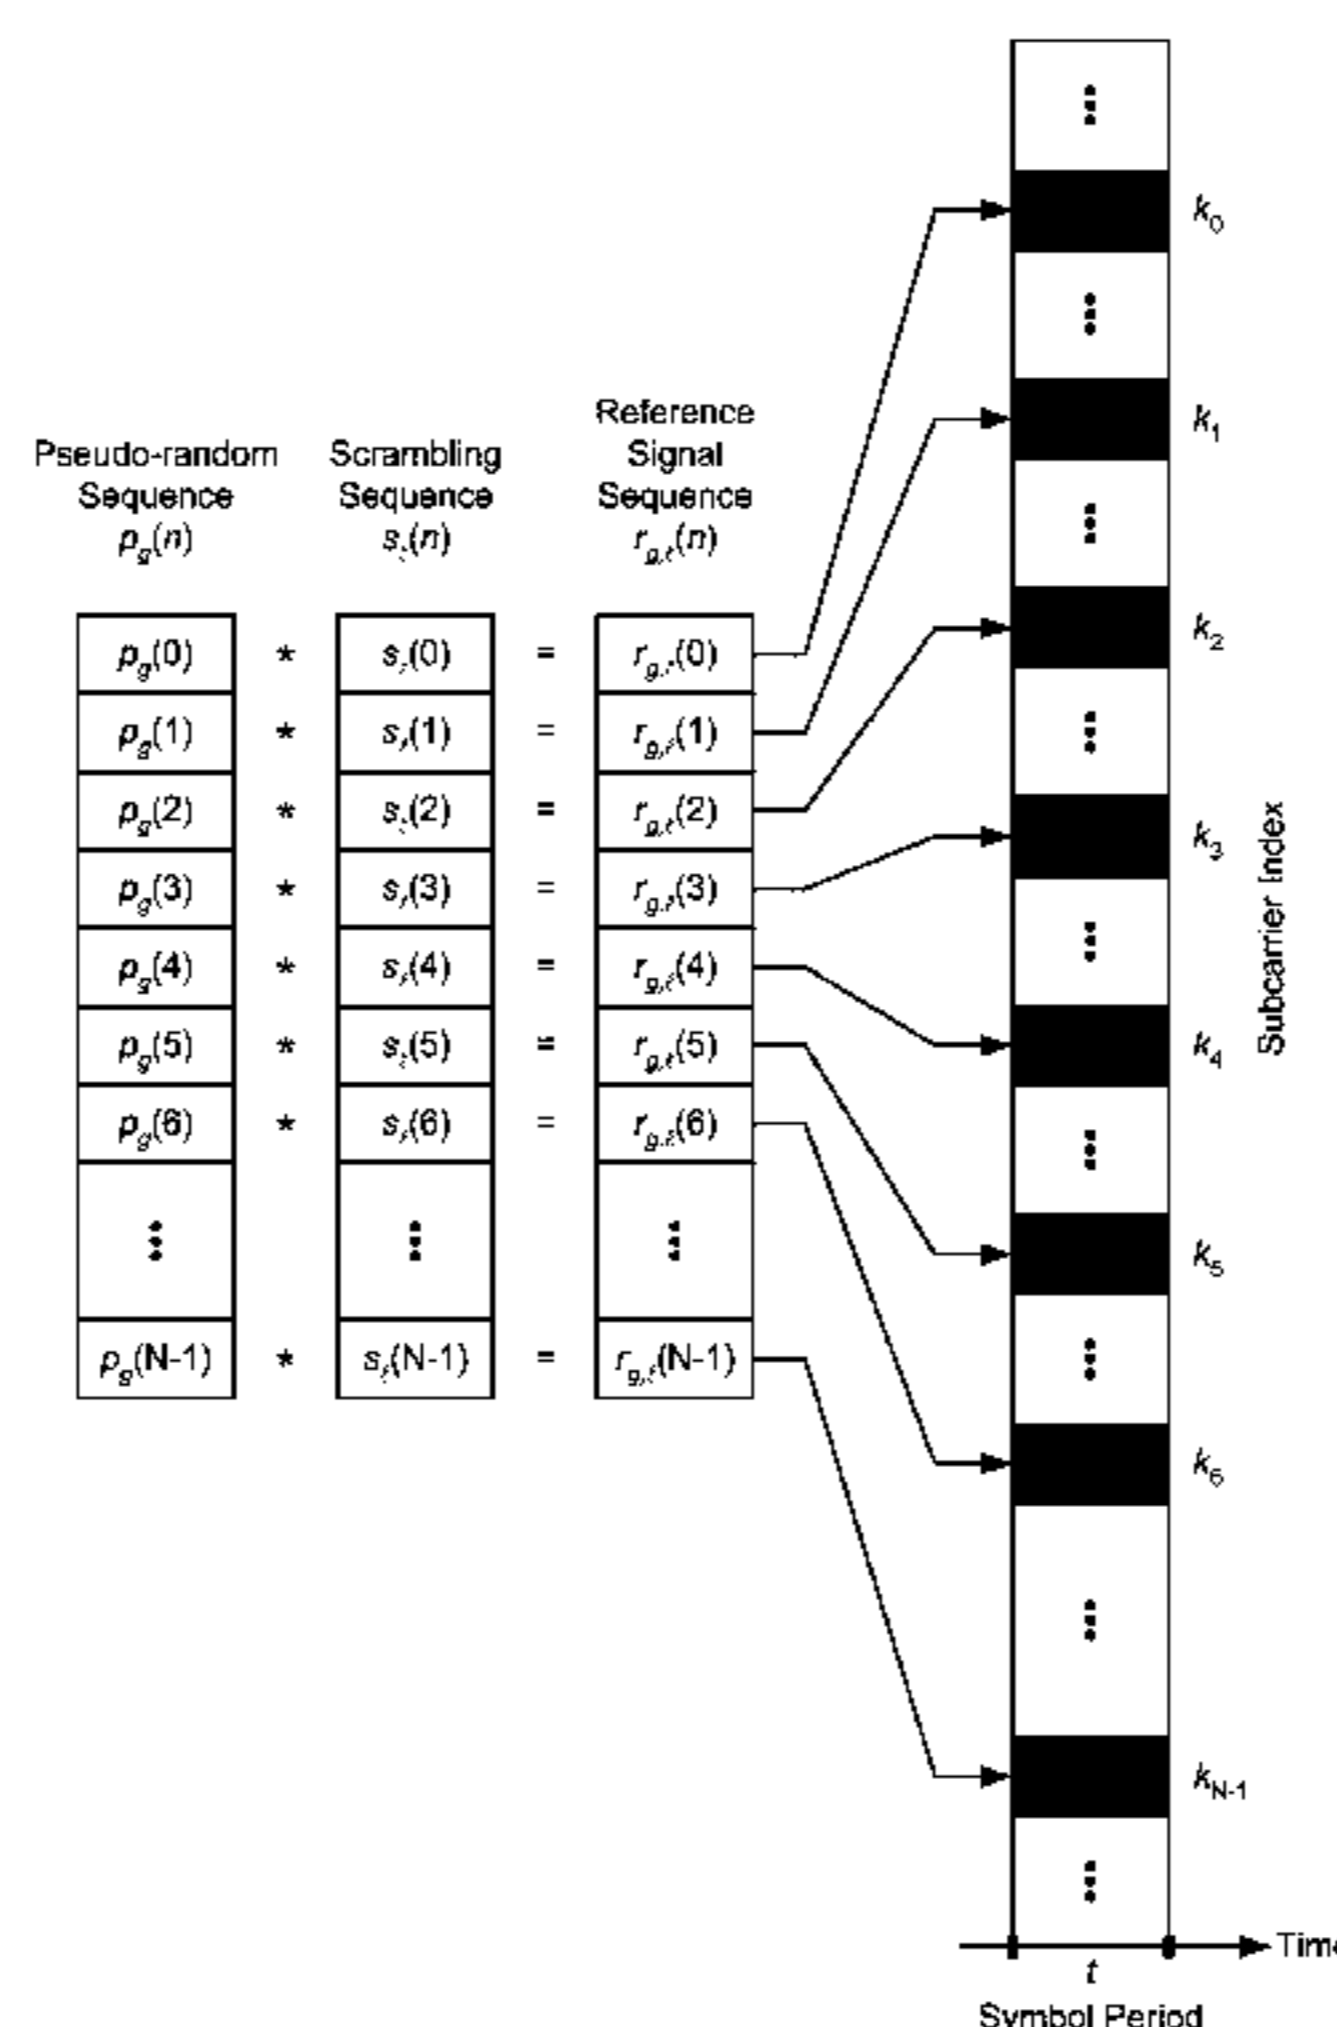 Pseudo-random
Sequence
p_g(n)
Scrambling
Sequence
s_t(n)
Reference
Signal
Sequence
r_g,t(n)
p_g(0) * s_t(0) = r_g,t(0)
p_g(1) * s_t(1) = r_g,t(1)
p_g(2) * s_t(2) = r_g,t(2)
p_g(3) * s_t(3) = r_g,t(3)
p_g(4) * s_t(4) = r_g,t(4)
p_g(5) * s_t(5) = r_g,t(5)
p_g(6) * s_t(6) = r_g,t(6)
p_g(N-1) * s_t(N-1) = r_g,t(N-1)
k_0
k_1
k_2
k_3
k_4
k_5
k_6
k_N-1
Subcarrier Index
Time
t
Symbol Period